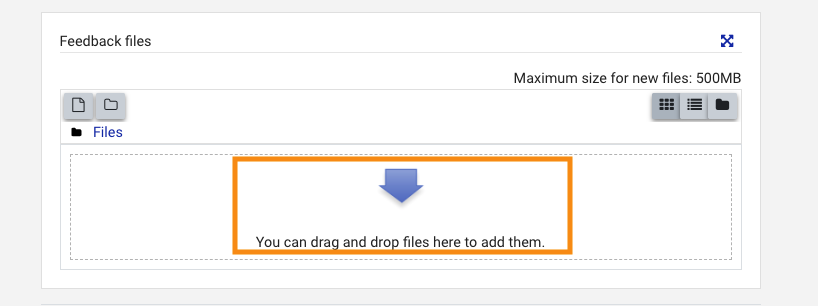 Feedback files
Maximum size for new files: 500MB
Files
You can drag and drop files here to add them.